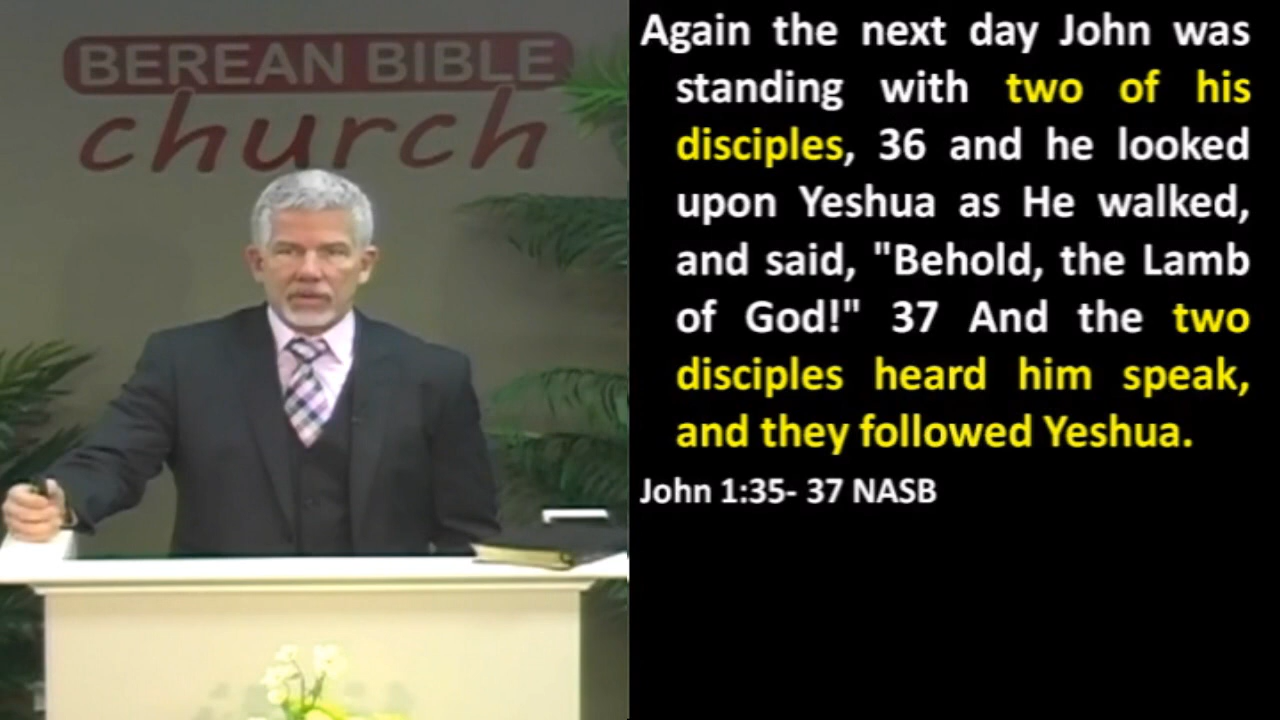 BEREAN BIBLE
church
Again the next day John was
standing with two of his
disciples, 36 and he looked
upon Yeshua as He walked,
and said, "Behold, the Lamb
of God!" 37 And the two
disciples heard him speak,
and they followed Yeshua.
John 1:35- 37 NASB